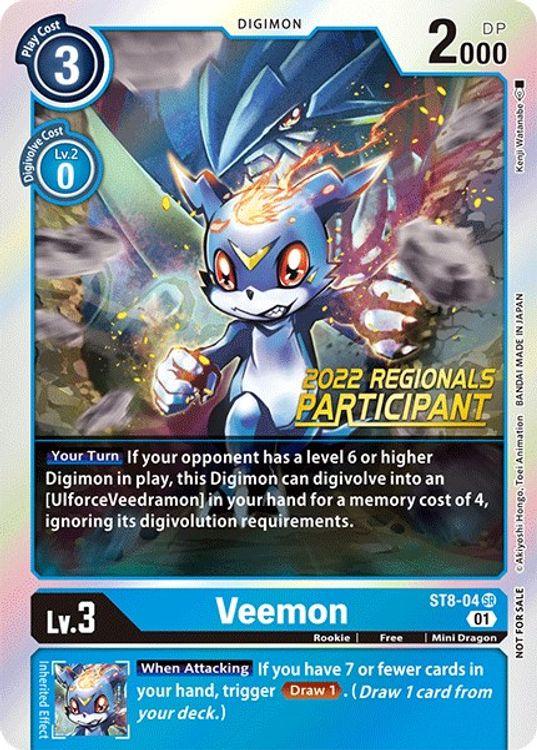 Play Cost
3
DIGIMON
DP
2000
Digivolve Cost
Lv.2
0
Kenji Watanabe
2022 REGIONALS
PARTICIPANT
Your Turn If your opponent has a level 6 or higher
Digimon in play, this Digimon can digivolve into an
[UlforceVeedramon] in your hand for a memory cost of 4,
ignoring its digivolution requirements.
©Akiyoshi Hongo, Toei Animation BANDAI MADE IN JAPAN
NOT FOR SALE
Lv.3
Veemon
ST8-04 SR
01
Rookie | Free | Mini Dragon
Inherited Effect
When Attacking If you have 7 or fewer cards in
your hand, trigger Draw 1. (Draw 1 card from
your deck.)